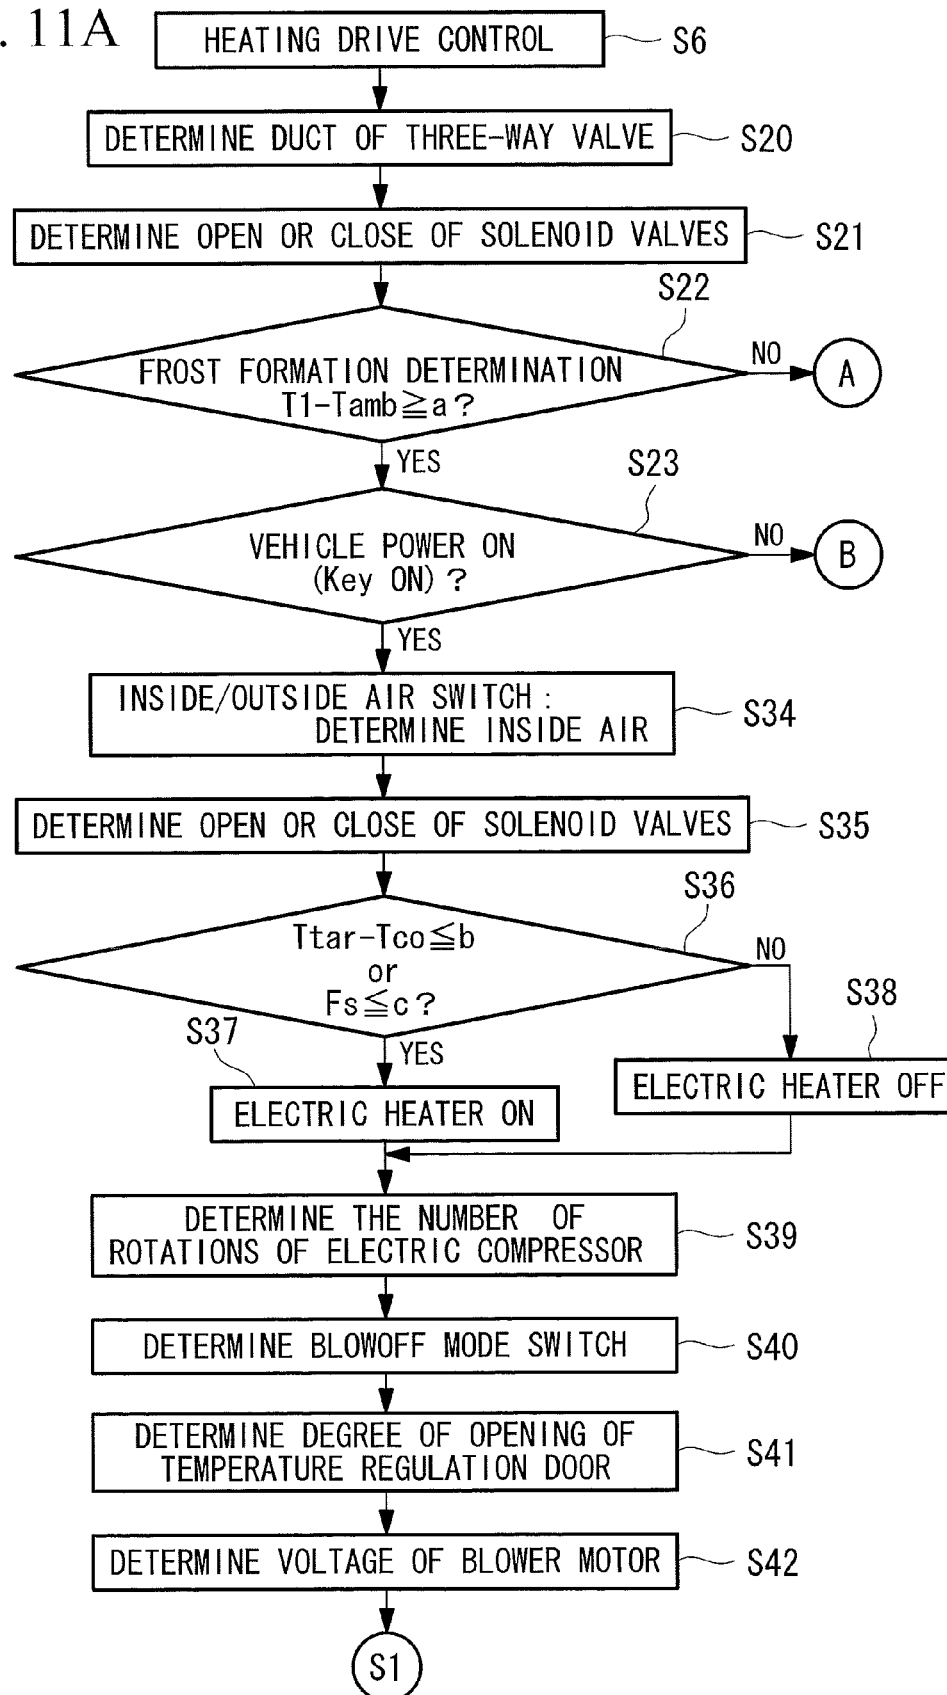 . 11A
HEATING DRIVE CONTROL
S6
DETERMINE DUCT OF THREE-WAY VALVE
S20
DETERMINE OPEN OR CLOSE OF SOLENOID VALVES
S21
S22
FROST FORMATION DETERMINATION
T1-Tamb≧a?
NO
A
YES
S23
VEHICLE POWER ON
(Key ON)?
NO
B
YES
INSIDE/OUTSIDE AIR SWITCH:
DETERMINE INSIDE AIR
S34
DETERMINE OPEN OR CLOSE OF SOLENOID VALVES
S35
S36
Ttar-Tco≦b
or
Fs≦c?
NO
YES
S37
ELECTRIC HEATER ON
S38
ELECTRIC HEATER OFF
DETERMINE THE NUMBER OF
ROTATIONS OF ELECTRIC COMPRESSOR
S39
DETERMINE BLOWOFF MODE SWITCH
S40
DETERMINE DEGREE OF OPENING OF
TEMPERATURE REGULATION DOOR
S41
DETERMINE VOLTAGE OF BLOWER MOTOR
S42
S1